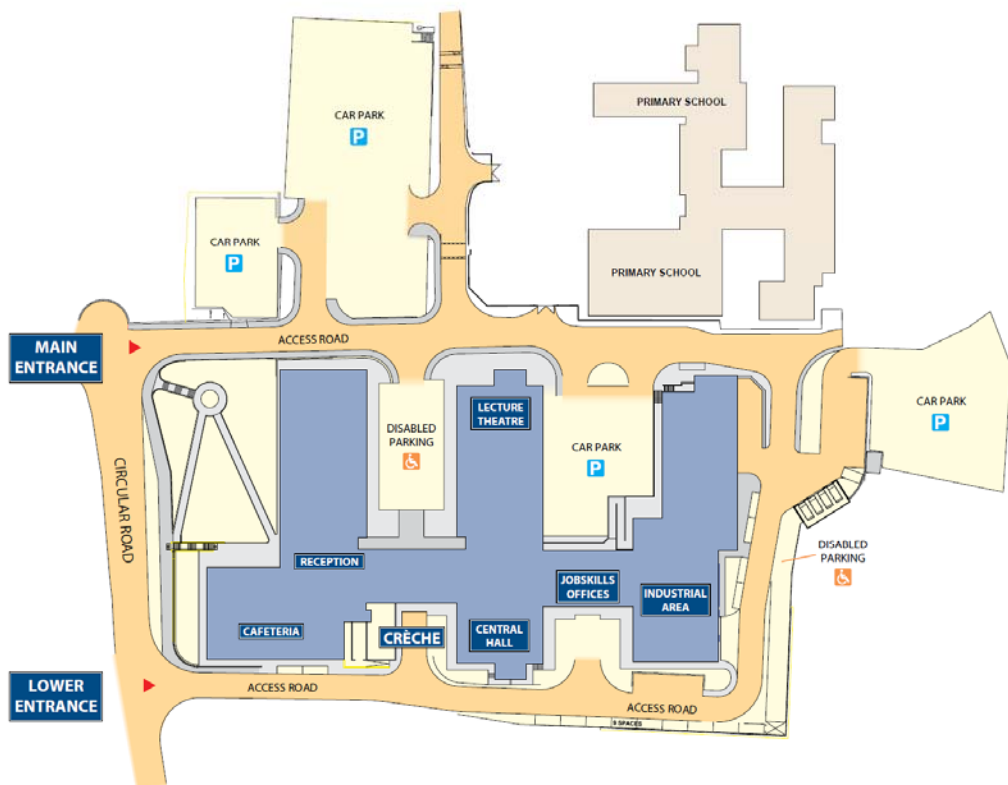 CAR PARK
P
PRIMARY SCHOOL
CAR PARK
P
PRIMARY SCHOOL
MAIN
ENTRANCE
ACCESS ROAD
LECTURE
THEATRE
DISABLED
PARKING
CAR PARK
P
CAR PARK
P
CIRCULAR ROAD
RECEPTION
JOBSKILLS
OFFICES
INDUSTRIAL
AREA
DISABLED
PARKING
CAFETERIA
CRÈCHE
CENTRAL
HALL
LOWER
ENTRANCE
ACCESS ROAD
ACCESS ROAD
8 SPACES